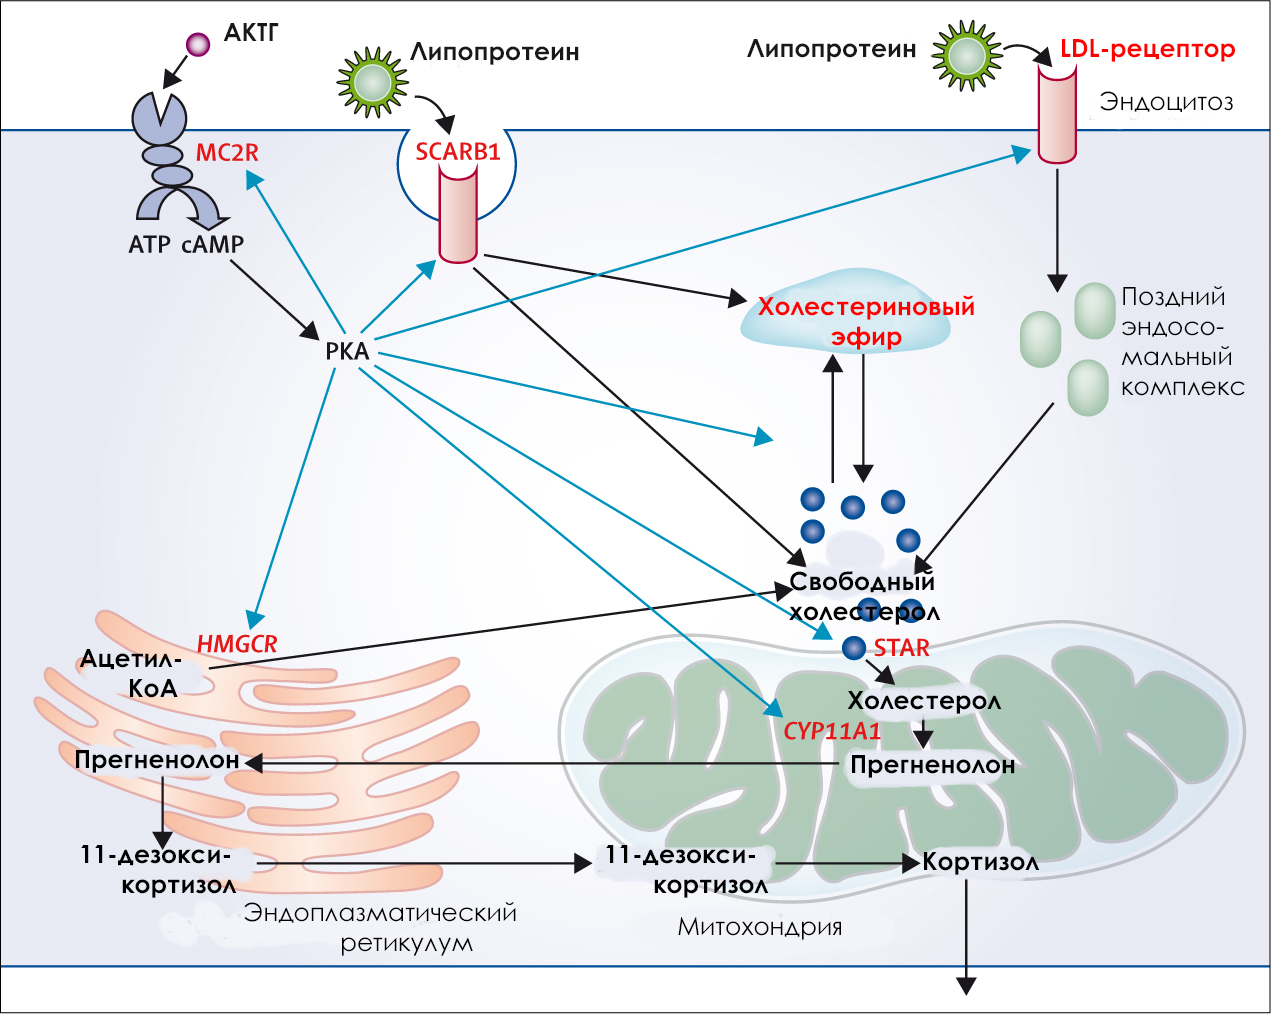 АКТГ
Липопротеин
Липопротеин
LDL-рецептор
Эндоцитоз
MC2R
SCARB1
ATP cAMP
PKA
Холестериновый
эфир
Поздний
эндосо-
мальный
комплекс
Свободный
холестерол
HMGCR
Ацетил-
КоА
STAR
Холестерол
CYP11A1
Прегненолон
Прегненолон
11-дезокси-
кортизол
11-дезокси-
кортизол
Кортизол
Эндоплазматический
ретикулум
Митохондрия